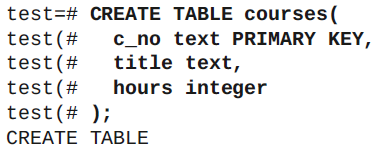 test=# CREATE TABLE courses(
test(#   c_no text PRIMARY KEY,
test(#   title text,
test(#   hours integer
test(# );
CREATE TABLE